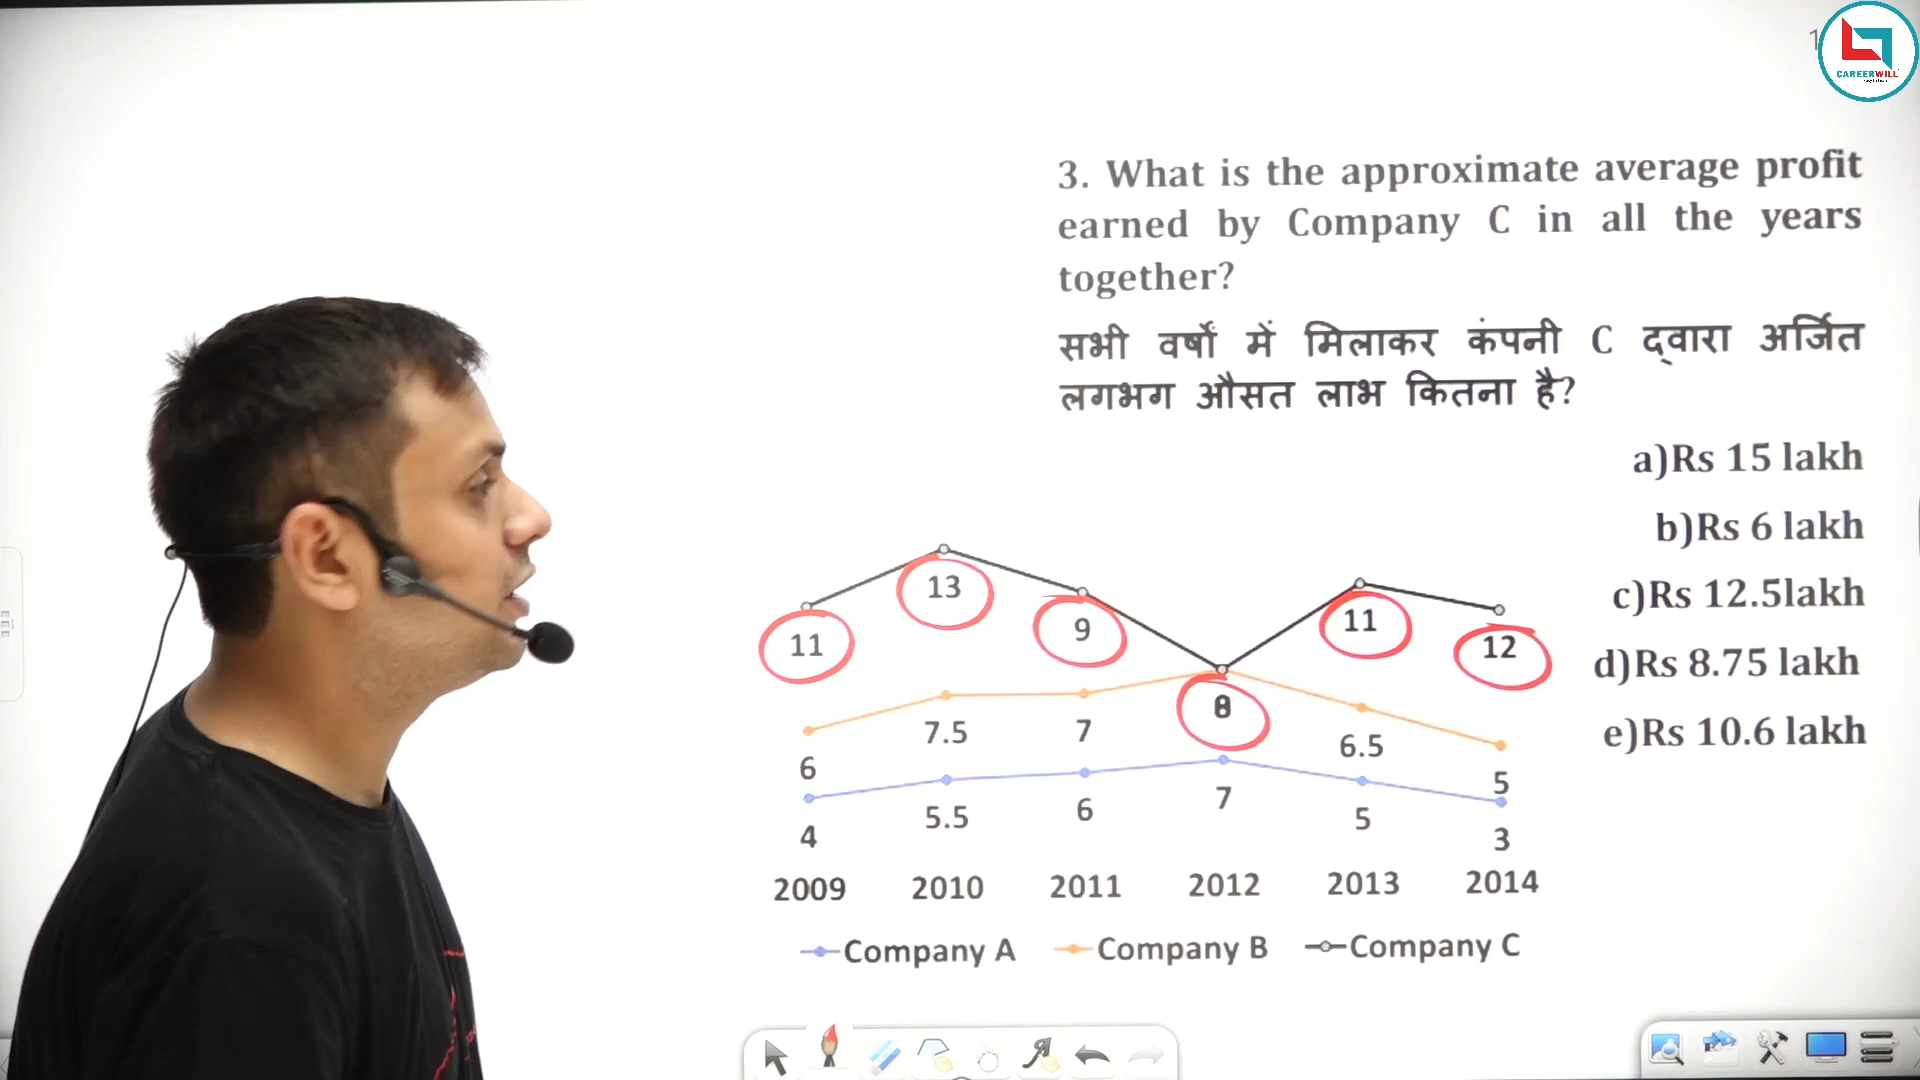 CAREERWILL
3. What is the approximate average profit
earned by Company C in all the years
together?
सभी वर्षों में मिलाकर कंपनी C द्वारा अर्जित
लगभग औसत लाभ कितना है?
a)Rs 15 lakh
b)Rs 6 lakh
c)Rs 12.5lakh
d)Rs 8.75 lakh
e)Rs 10.6 lakh
11 13 9 8 11 12
6 7.5 7 6.5 5
4 5.5 6 7 5 3
2009 2010 2011 2012 2013 2014
Company A Company B Company C